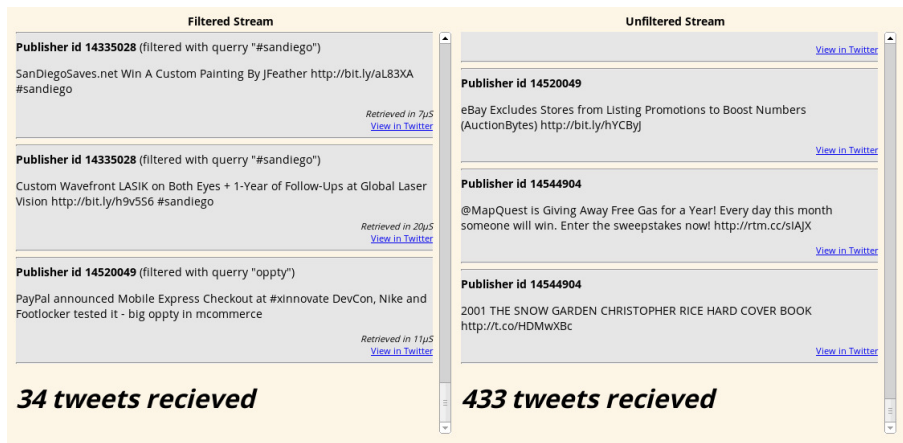 Filtered Stream
Publisher id 14335028 (filtered with querry "#sandiego")
SanDiegoSaves.net Win A Custom Painting By JFeather http://bit.ly/aL83XA
#sandiego
Retrieved in 7µS
View in Twitter
Publisher id 14335028 (filtered with querry "#sandiego")
Custom Wavefront LASIK on Both Eyes + 1-Year of Follow-Ups at Global Laser
Vision http://bit.ly/h9v5S6 #sandiego
Retrieved in 20µS
View in Twitter
Publisher id 14520049 (filtered with querry "oppty")
PayPal announced Mobile Express Checkout at #xinnovate DevCon, Nike and
Footlocker tested it - big oppty in mcommerce
Retrieved in 11µS
View in Twitter
34 tweets recieved
Unfiltered Stream
View in Twitter
Publisher id 14520049
eBay Excludes Stores from Listing Promotions to Boost Numbers
(AuctionBytes) http://bit.ly/hYCByJ
View in Twitter
Publisher id 14544904
@MapQuest is Giving Away Free Gas for a Year! Every day this month
someone will win. Enter the sweepstakes now! http://rtm.cc/sIAJX
View in Twitter
Publisher id 14544904
2001 THE SNOW GARDEN CHRISTOPHER RICE HARD COVER BOOK
http://t.co/HDMwXBc
View in Twitter
433 tweets recieved